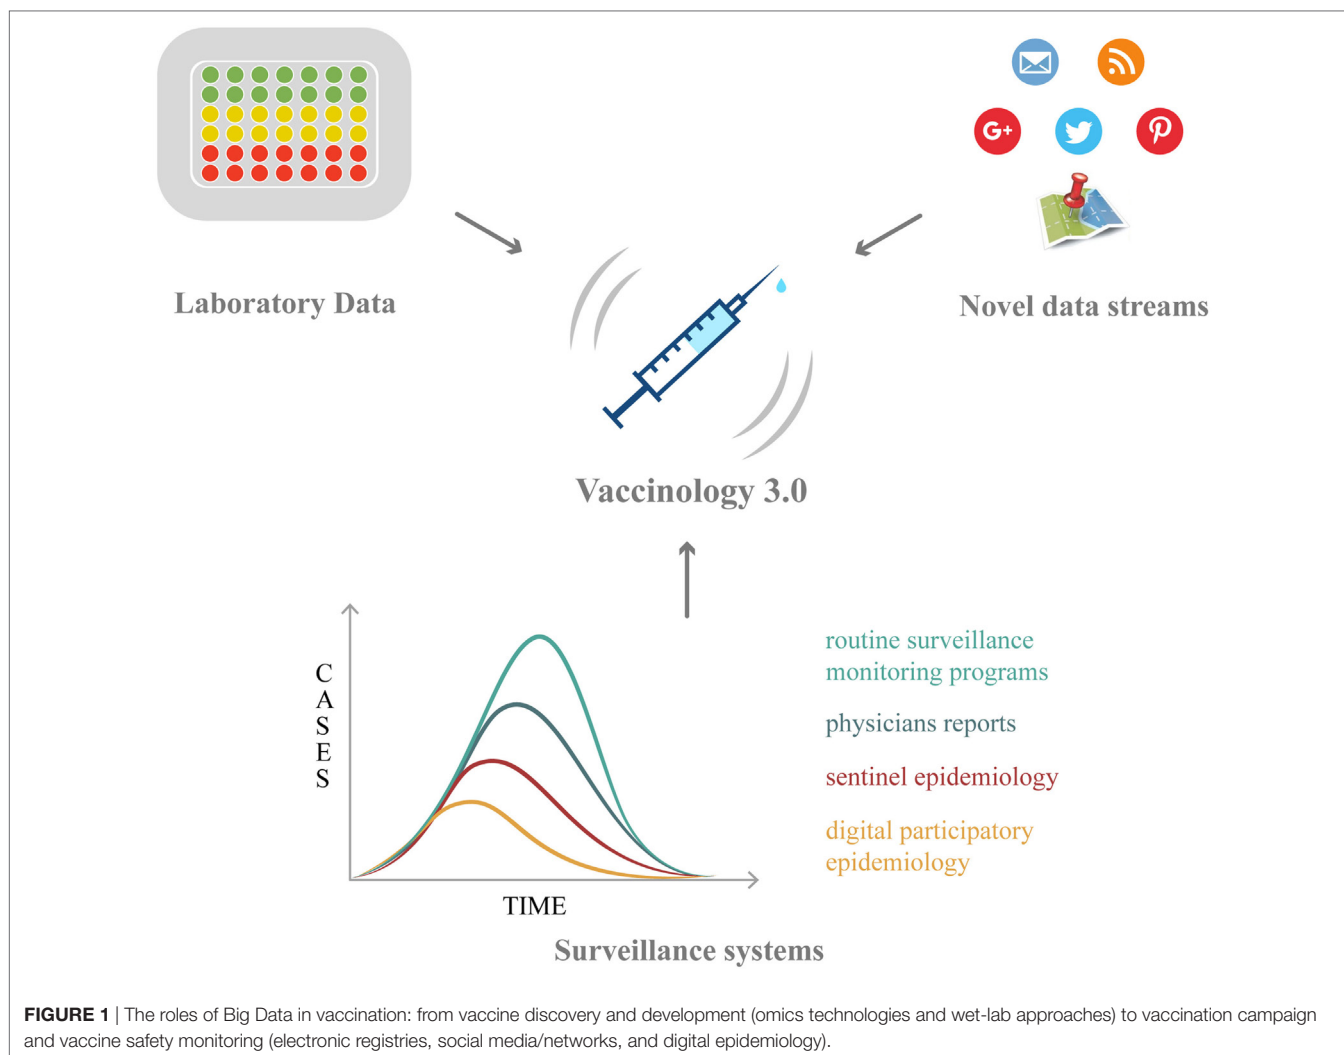 G+
Laboratory Data
Novel data streams
Vaccinology 3.0
CASES
TIME
routine surveillance
monitoring programs
physicians reports
sentinel epidemiology
digital participatory
epidemiology
Surveillance systems
FIGURE 1 | The roles of Big Data in vaccination: from vaccine discovery and development (omics technologies and wet-lab approaches) to vaccination campaign
and vaccine safety monitoring (electronic registries, social media/networks, and digital epidemiology).